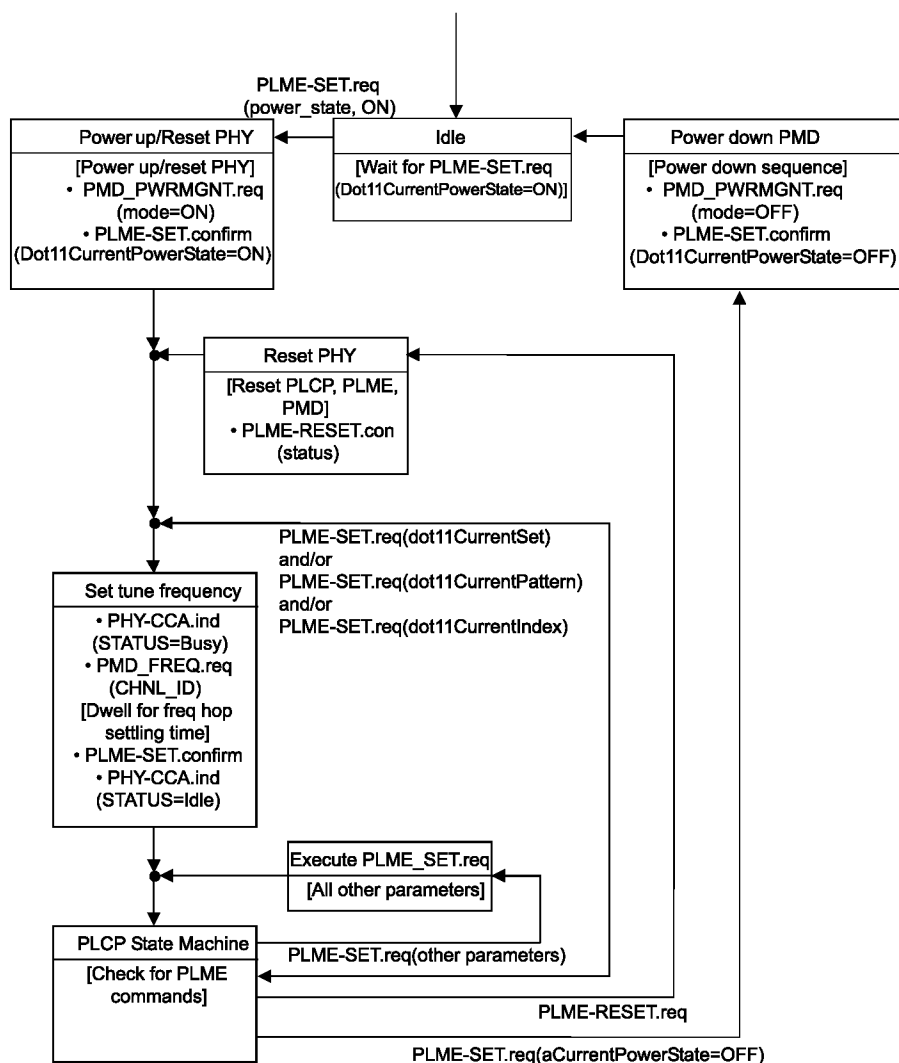 PLME-SET.req
(power_state, ON)
Power up/Reset PHY
[Power up/reset PHY]
• PMD_PWRMGNT.req
(mode=ON)
• PLME-SET.confirm
(Dot11CurrentPowerState=ON)
Idle
[Wait for PLME-SET.req
(Dot11CurrentPowerState=ON)]
Power down PMD
[Power down sequence]
• PMD_PWRMGNT.req
(mode=OFF)
• PLME-SET.confirm
(Dot11CurrentPowerState=OFF)
Reset PHY
[Reset PLCP, PLME,
PMD]
• PLME-RESET.con
(status)
PLME-SET.req(dot11CurrentSet)
and/or
PLME-SET.req(dot11CurrentPattern)
and/or
PLME-SET.req(dot11CurrentIndex)
Set tune frequency
• PHY-CCA.ind
(STATUS=Busy)
• PMD_FREQ.req
(CHNL_ID)
[Dwell for freq hop
settling time]
• PLME-SET.confirm
• PHY-CCA.ind
(STATUS=Idle)
Execute PLME_SET.req
[All other parameters]
PLCP State Machine
[Check for PLME
commands]
PLME-SET.req(other parameters)
PLME-RESET.req
PLME-SET.req(aCurrentPowerState=OFF)